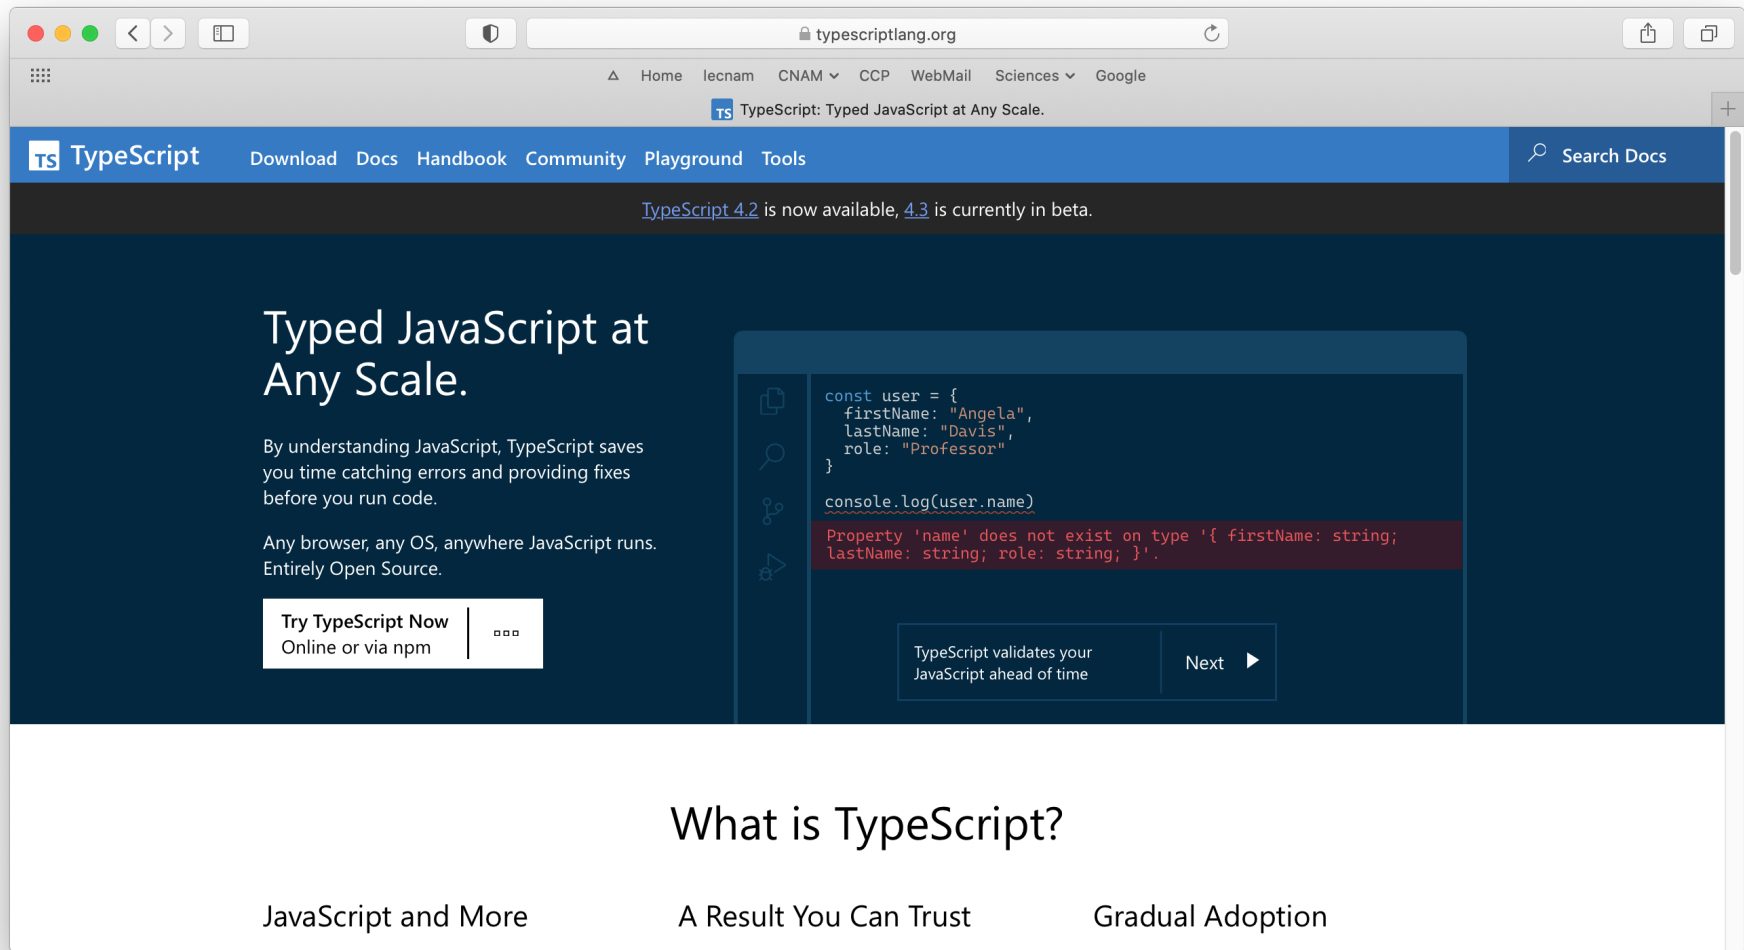 typescriptlang.org
Home lecnam CNAM CCP WebMail Sciences Google
TS TypeScript: Typed JavaScript at Any Scale.
TS TypeScript Download Docs Handbook Community Playground Tools Search Docs
TypeScript 4.2 is now available, 4.3 is currently in beta.
Typed JavaScript at
Any Scale.
By understanding JavaScript, TypeScript saves
you time catching errors and providing fixes
before you run code.
Any browser, any OS, anywhere JavaScript runs.
Entirely Open Source.
Try TypeScript Now
Online or via npm
const user = {
firstName: "Angela",
lastName: "Davis",
role: "Professor"
}
console.log(user.name)
Property 'name' does not exist on type '{ firstName: string;
lastName: string; role: string; }'.
TypeScript validates your
JavaScript ahead of time
Next
What is TypeScript?
JavaScript and More
A Result You Can Trust
Gradual Adoption